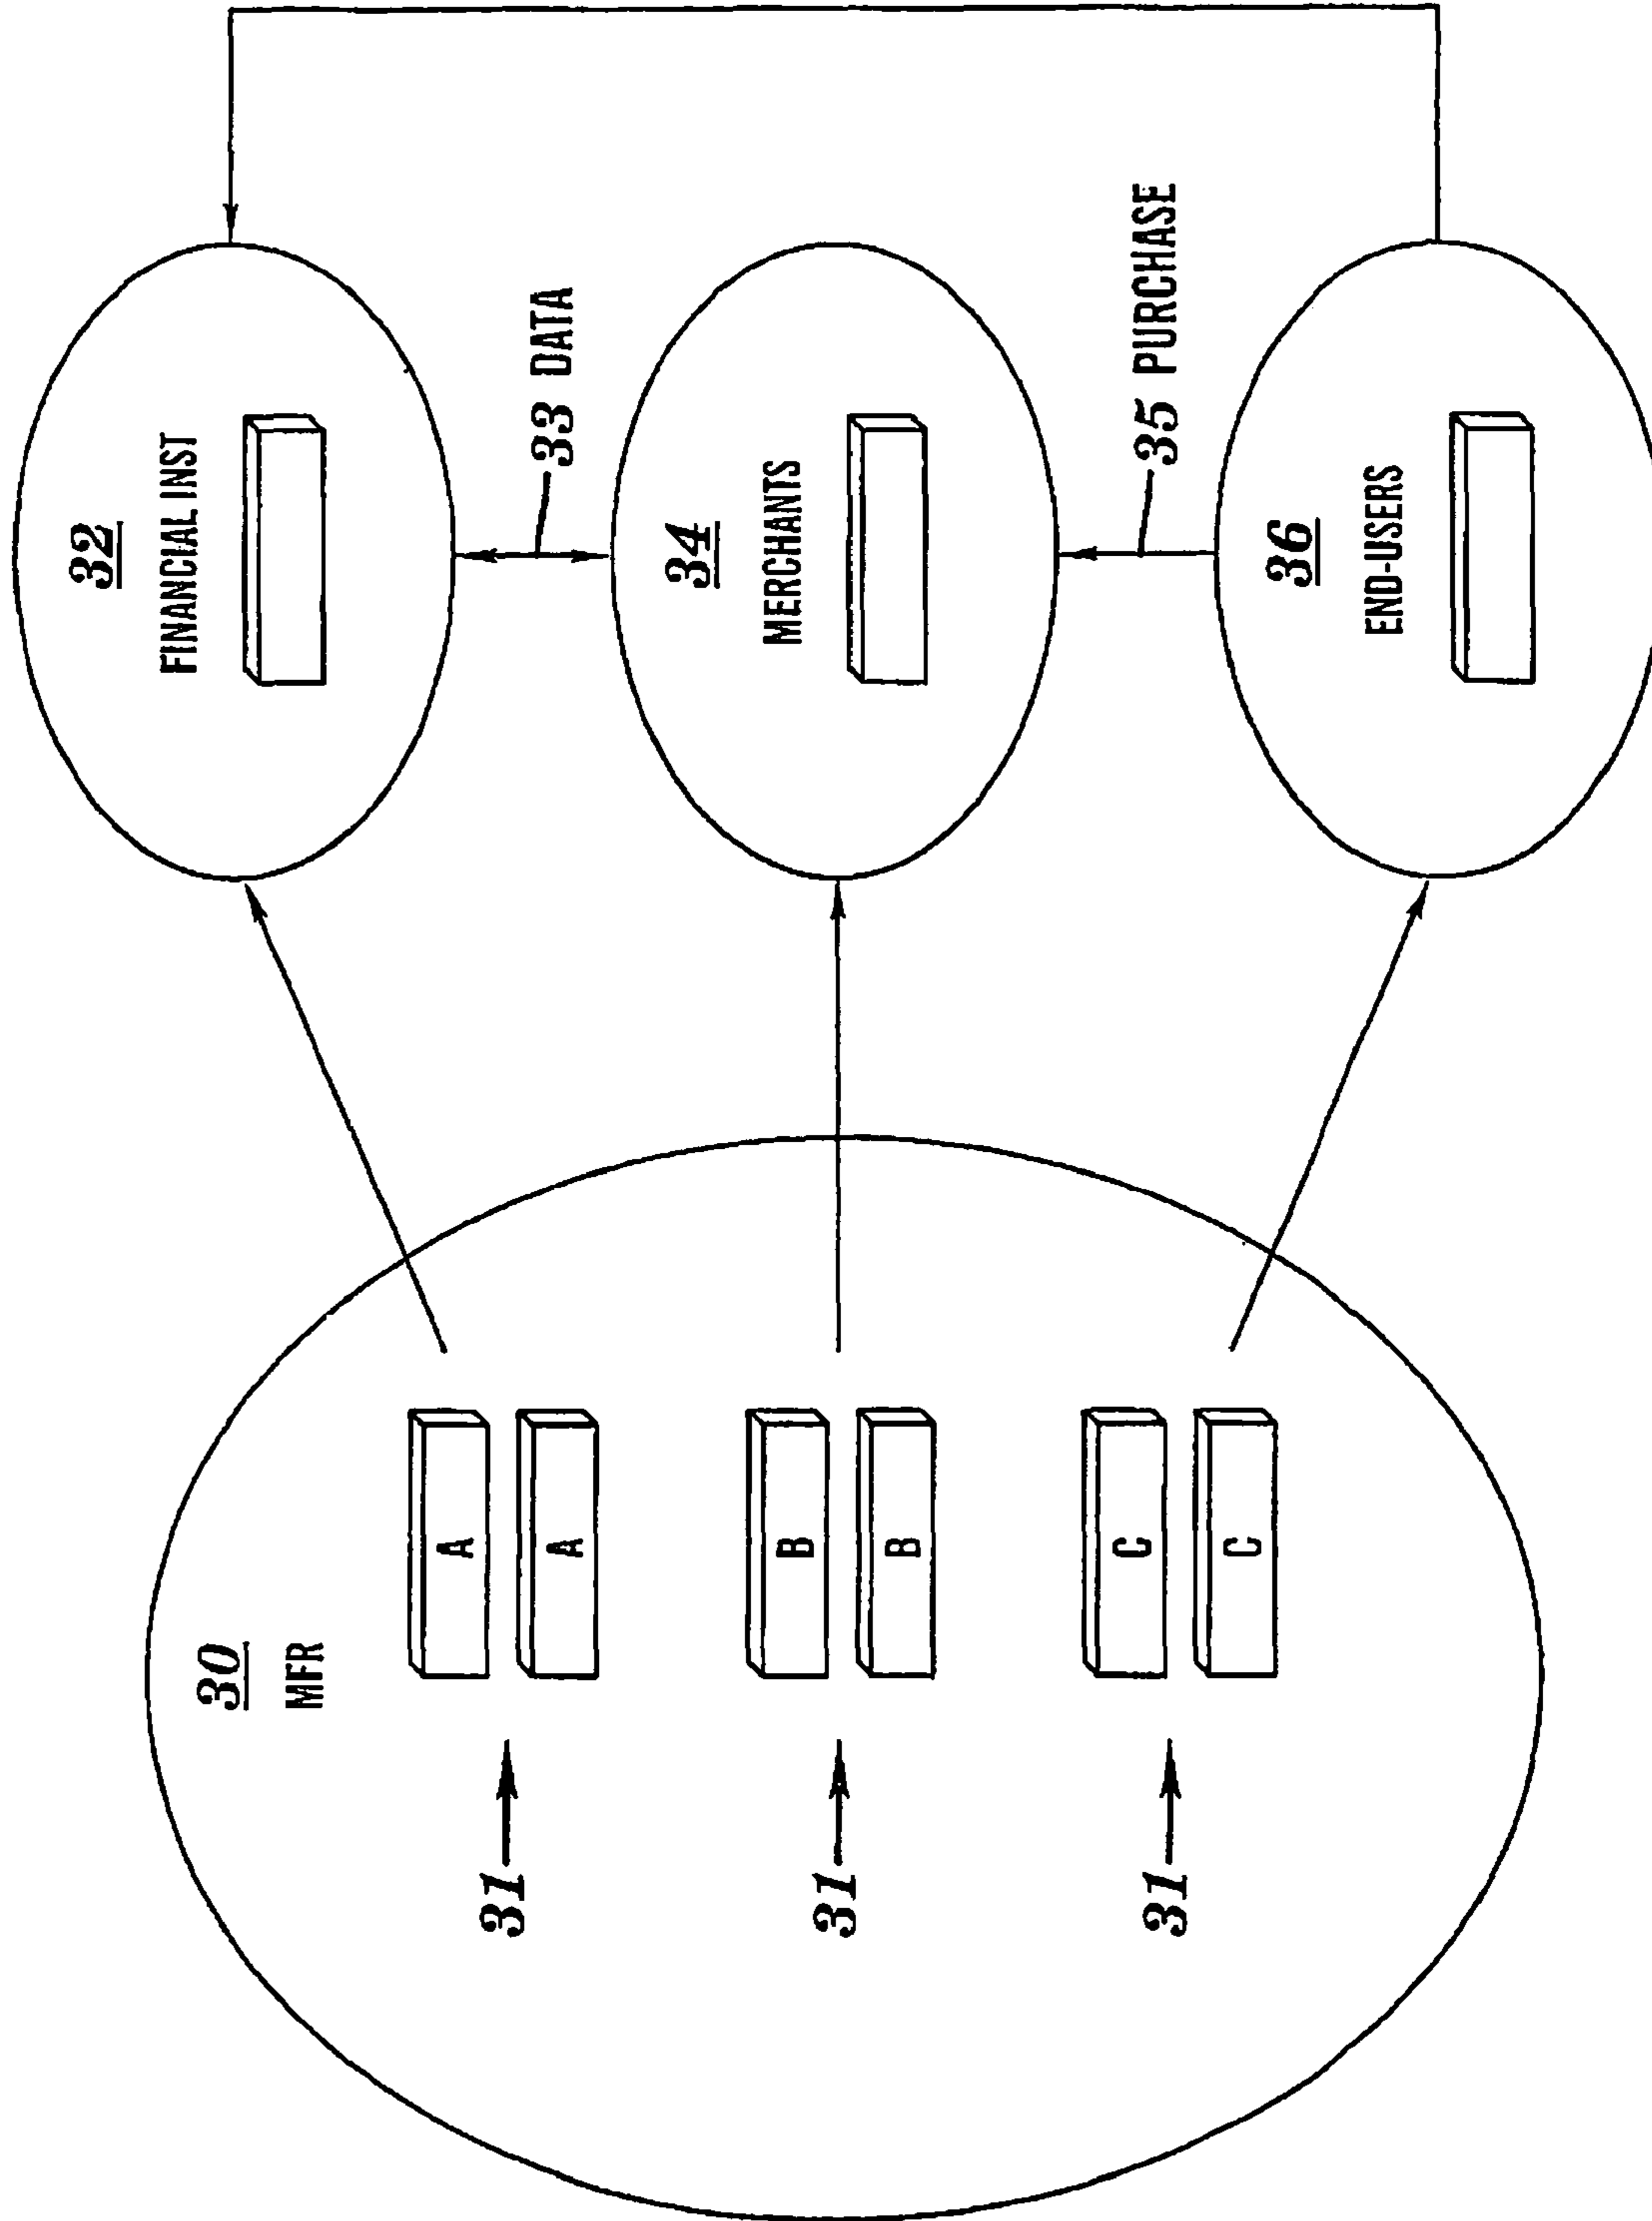 32
FINANCIAL INST
33 DATA
34
MERCHANTS
35 PURCHASE
36
END-USERS
30
MFR
A
A
B
B
C
C
31
31
31